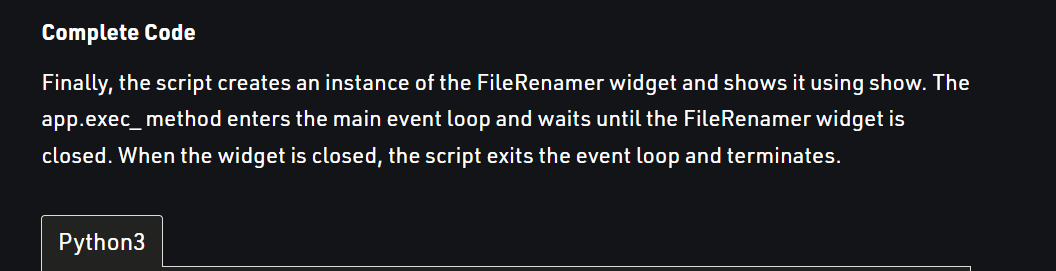 Complete Code
Finally, the script creates an instance of the FileRenamer widget and shows it using show. The
app.exec_ method enters the main event loop and waits until the FileRenamer widget is
closed. When the widget is closed, the script exits the event loop and terminates.
Python3